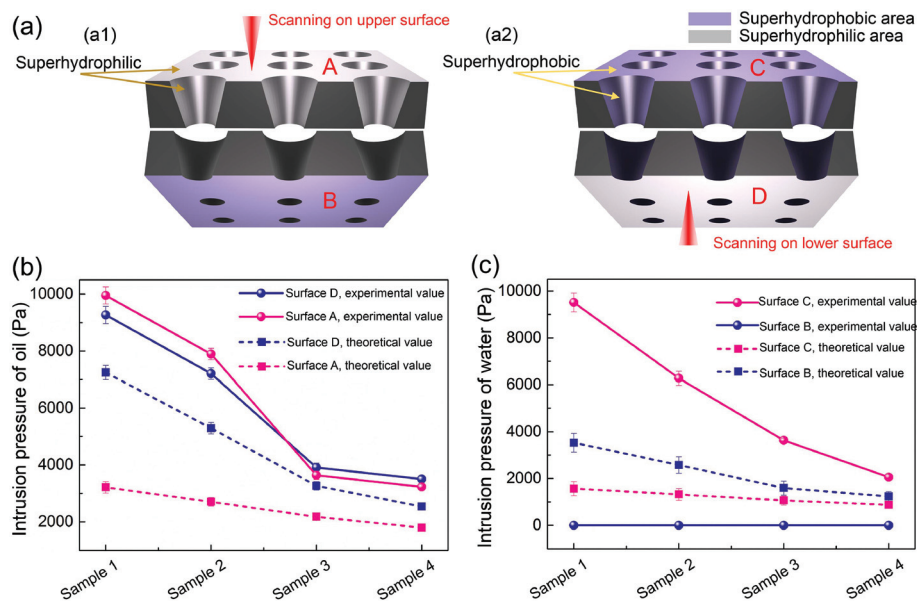 (a)
(a1)
Scanning on upper surface
Superhydrophilic
A
B
(a2)
Superhydrophobic area
Superhydrophilic area
Superhydrophobic
C
D
Scanning on lower surface
(b)
Intrusion pressure of oil (Pa)
10000
8000
6000
4000
2000
Surface D, experimental value
Surface A, experimental value
Surface D, theoretical value
Surface A, theoretical value
Sample 1
Sample 2
Sample 3
Sample 4
(c)
Intrusion pressure of water (Pa)
10000
8000
6000
4000
2000
0
Surface C, experimental value
Surface B, experimental value
Surface C, theoretical value
Surface B, theoretical value
Sample 1
Sample 2
Sample 3
Sample 4